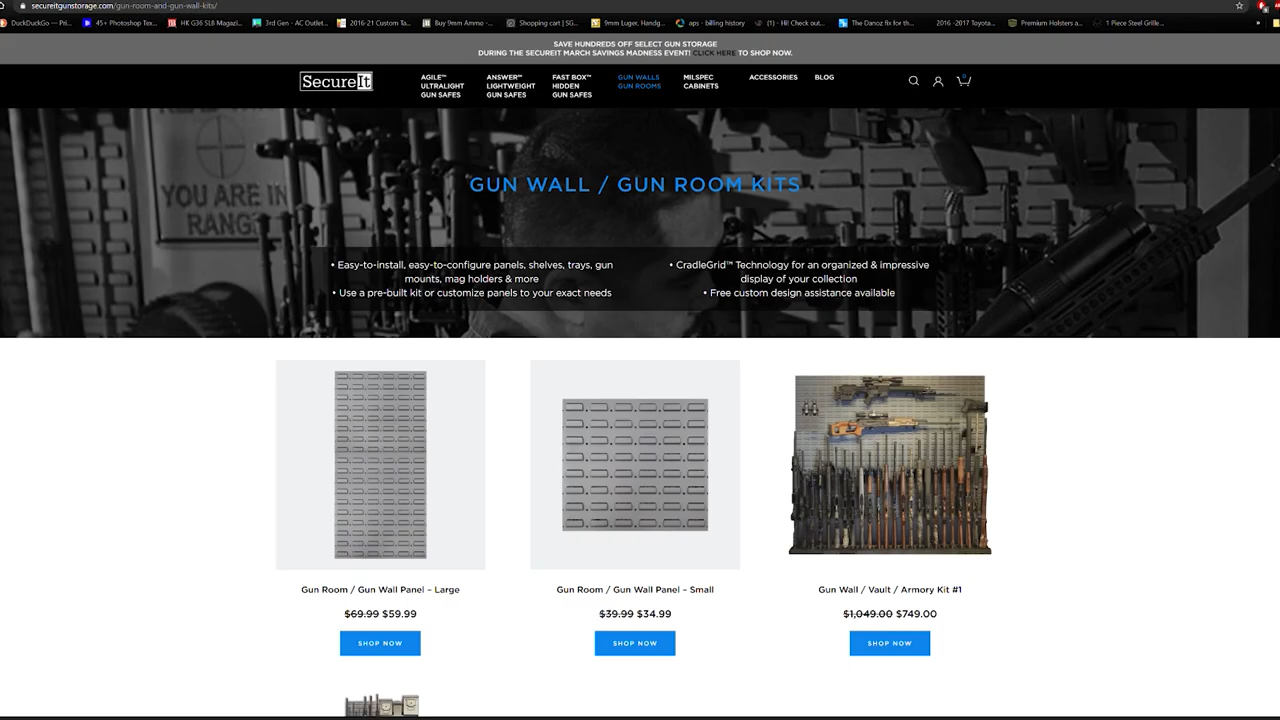 secureitgunstorage.com/gun-room-and-gun-wall-kits/
DuckDuckGo — Pri...
45+ Photoshop Tex...
HK G36 SL8 Magazi...
3rd Gen - AC Outlet...
2016-21 Custom Ta...
Buy 9mm Ammo -...
Shopping cart | SG...
9mm Luger, Handg...
aps - billing history
(1) - Hi! Check out...
The Danoz fix for th...
2016 -2017 Toyota...
Premium Holsters a...
1 Piece Steel Grille...
»
SAVE HUNDREDS OFF SELECT GUN STORAGE
DURING THE SECUREIT MARCH SAVINGS MADNESS EVENT! CLICK HERE TO SHOP NOW.
SecureIt
AGILE™
ULTRALIGHT
GUN SAFES
ANSWER™
LIGHTWEIGHT
GUN SAFES
FAST BOX™
HIDDEN
GUN SAFES
GUN WALLS
GUN ROOMS
MILSPEC
CABINETS
ACCESSORIES
BLOG
0
YOU ARE IN
RANGE
GUN WALL / GUN ROOM KITS
• Easy-to-install, easy-to-configure panels, shelves, trays, gun
mounts, mag holders & more
• Use a pre-built kit or customize panels to your exact needs
• CradleGrid™ Technology for an organized & impressive
display of your collection
• Free custom design assistance available
Gun Room / Gun Wall Panel – Large
$69.99 $59.99
SHOP NOW
Gun Room / Gun Wall Panel – Small
$39.99 $34.99
SHOP NOW
Gun Wall / Vault / Armory Kit #1
$1,049.00 $749.00
SHOP NOW